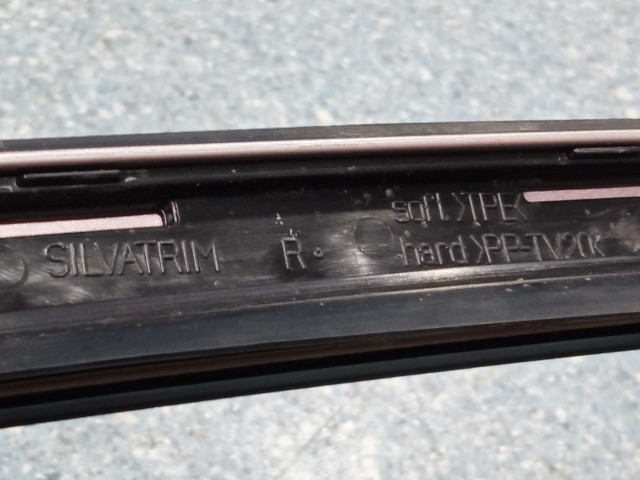 soft >TPE<
SILVATRIM R hard >PP-TV20<